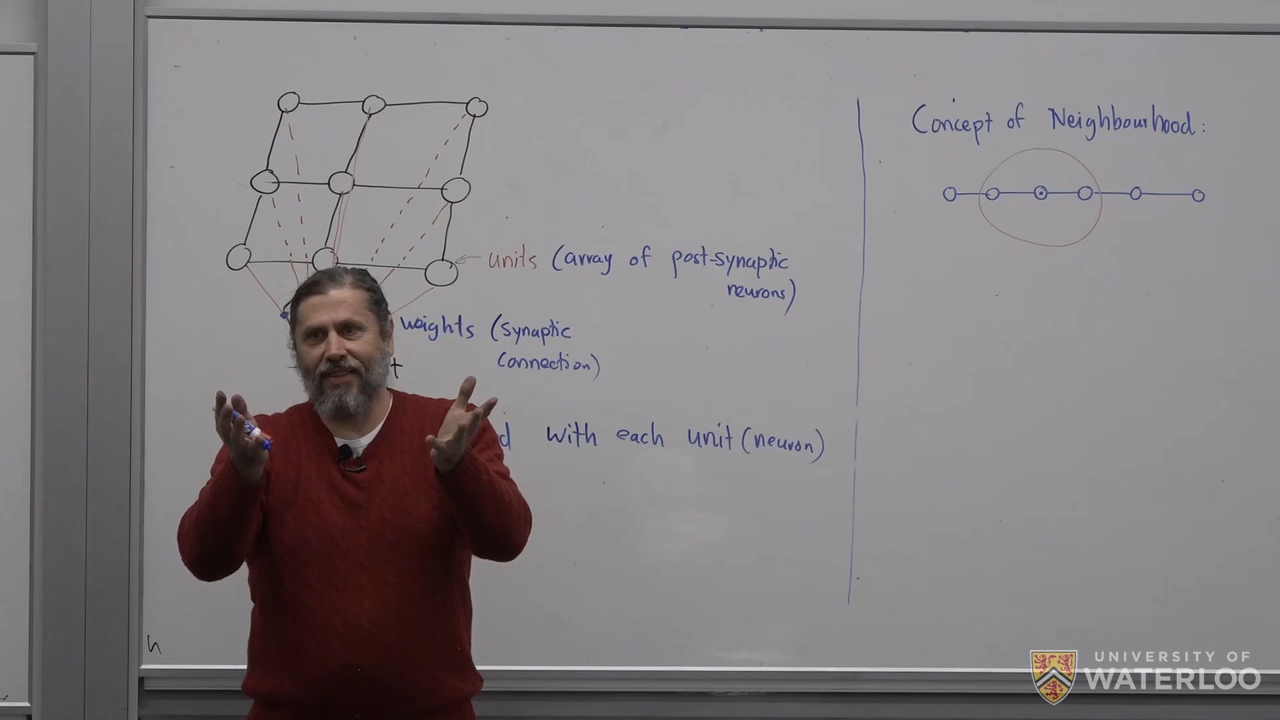 units (array of post-synaptic
neurons)
weights (synaptic
connection)
with each unit (neuron)
Concept of Neighbourhood:
UNIVERSITY OF
WATERLOO